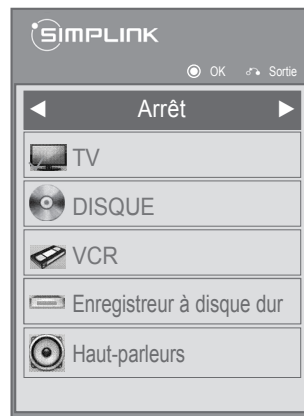 SIMPLINK
OK Sortie
Arrêt
TV
DISQUE
VCR
Enregistreur à disque dur
Haut-parleurs